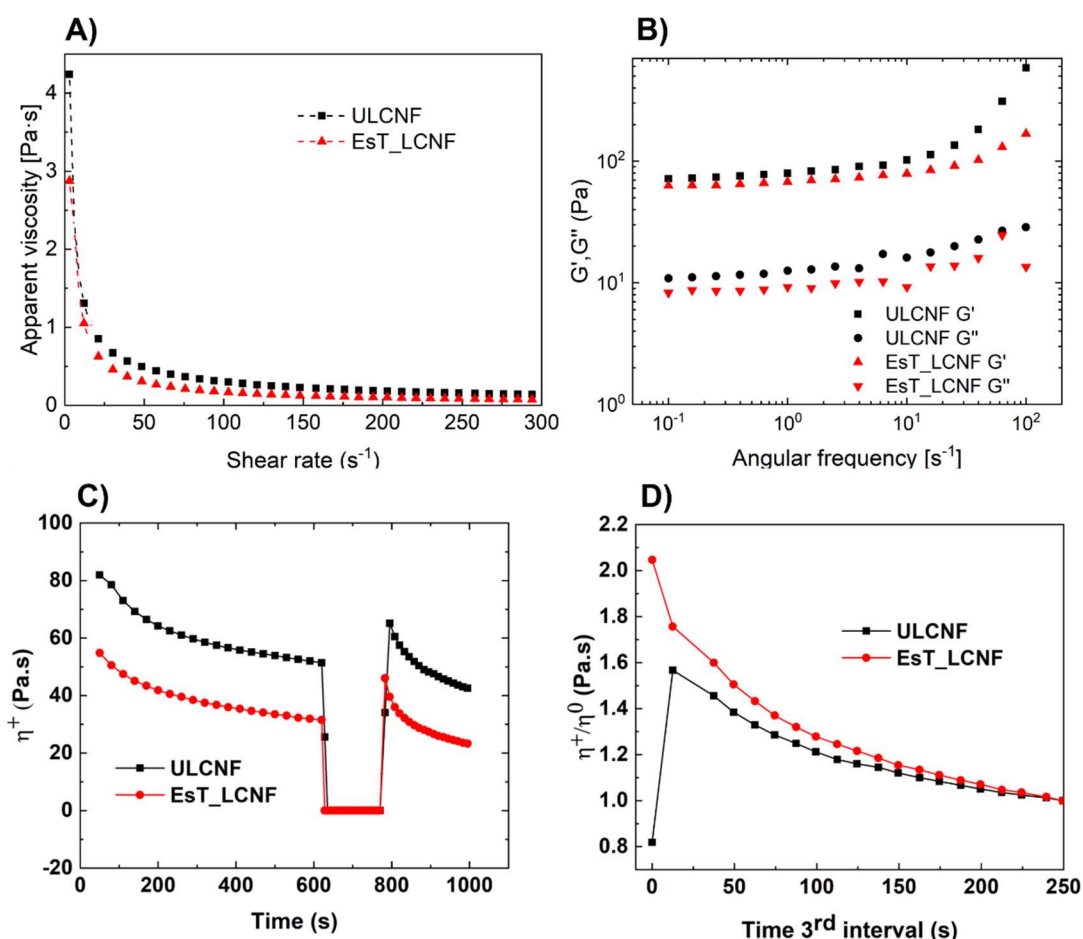 A)
Apparent viscosity [Pa·s]
4
3
2
1
0
ULCNF
EsT_LCNF
0 50 100 150 200 250 300
Shear rate (s⁻¹)
B)
G',G" (Pa)
10²
10¹
10⁰
ULCNF G'
ULCNF G"
EsT_LCNF G'
EsT_LCNF G"
10⁻¹ 10⁰ 10¹ 10²
Angular frequency [s⁻¹]
C)
η⁺ (Pa.s)
100
80
60
40
20
0
-20
ULCNF
EsT_LCNF
0 200 400 600 800 1000
Time (s)
D)
η⁺/η⁰ (Pa.s)
2.2
2.0
1.8
1.6
1.4
1.2
1.0
0.8
ULCNF
EsT_LCNF
0 50 100 150 200 250
Time 3ʳᵈ interval (s)